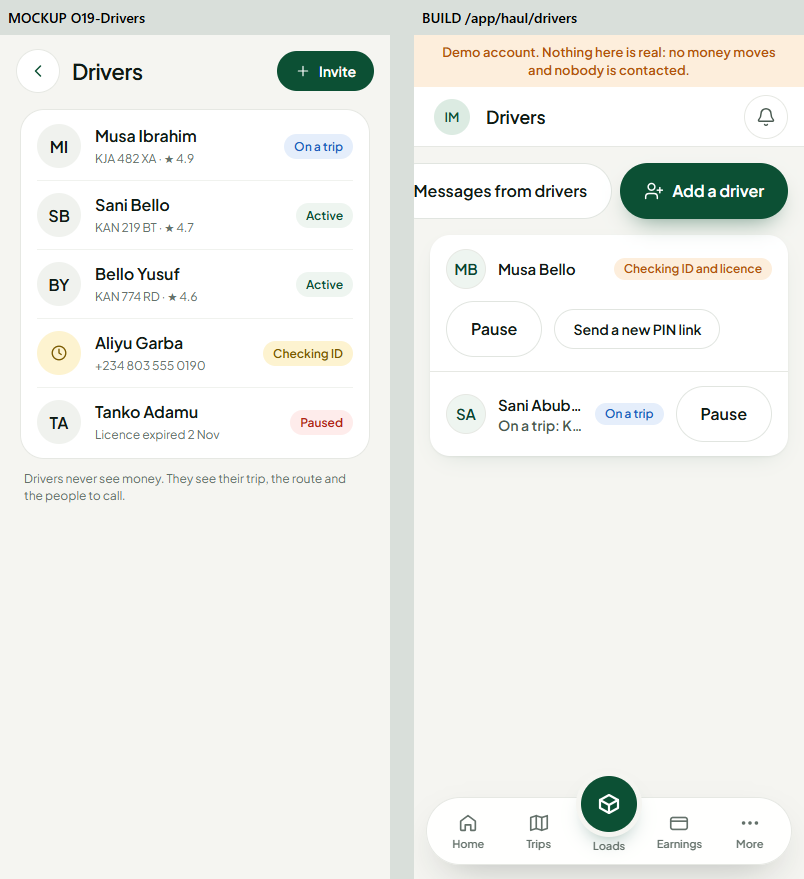 MOCKUP O19-Drivers
Drivers
Invite
MI
Musa Ibrahim
KJA 482 XA · ★ 4.9
On a trip
SB
Sani Bello
KAN 219 BT · ★ 4.7
Active
BY
Bello Yusuf
KAN 774 RD · ★ 4.6
Active
Aliyu Garba
+234 803 555 0190
Checking ID
TA
Tanko Adamu
Licence expired 2 Nov
Paused
Drivers never see money. They see their trip, the route and
the people to call.
BUILD /app/haul/drivers
Demo account. Nothing here is real: no money moves
and nobody is contacted.
IM
Drivers
Messages from drivers
Add a driver
MB
Musa Bello
Checking ID and licence
Pause
Send a new PIN link
SA
Sani Abub...
On a trip: K...
On a trip
Pause
Home
Trips
Loads
Earnings
More